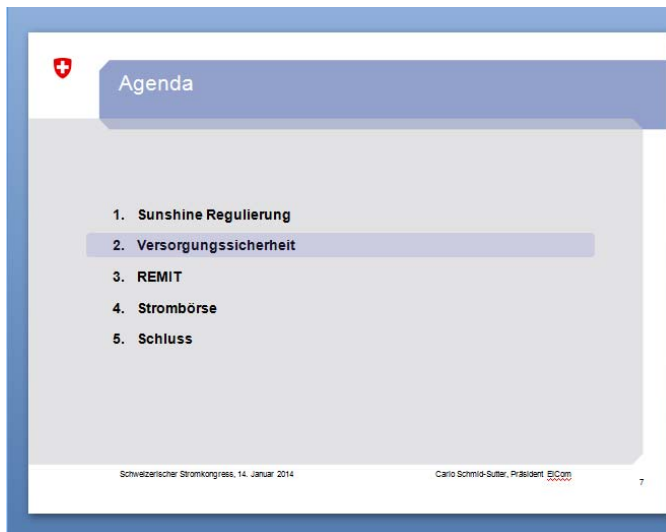 Agenda
1. Sunshine Regulierung
2. Versorgungssicherheit
3. REMIT
4. Strombörse
5. Schluss
Schweizerischer Stromkongress, 14. Januar 2014
Carlo Schmid-Sutter, Präsident ElCom
7